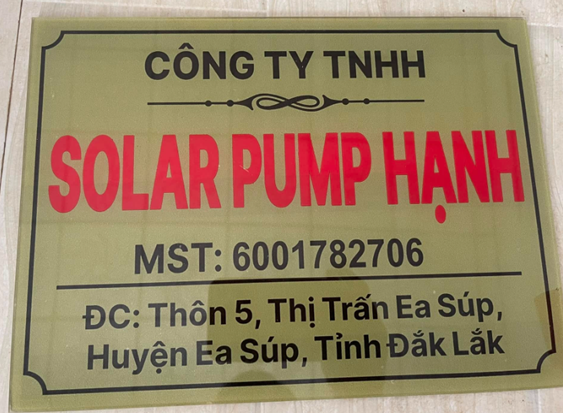 CÔNG TY TNHH
SOLAR PUMP HẠNH
MST: 6001782706
ĐC: Thôn 5, Thị Trấn Ea Súp,
Huyện Ea Súp, Tỉnh Đắk Lắk